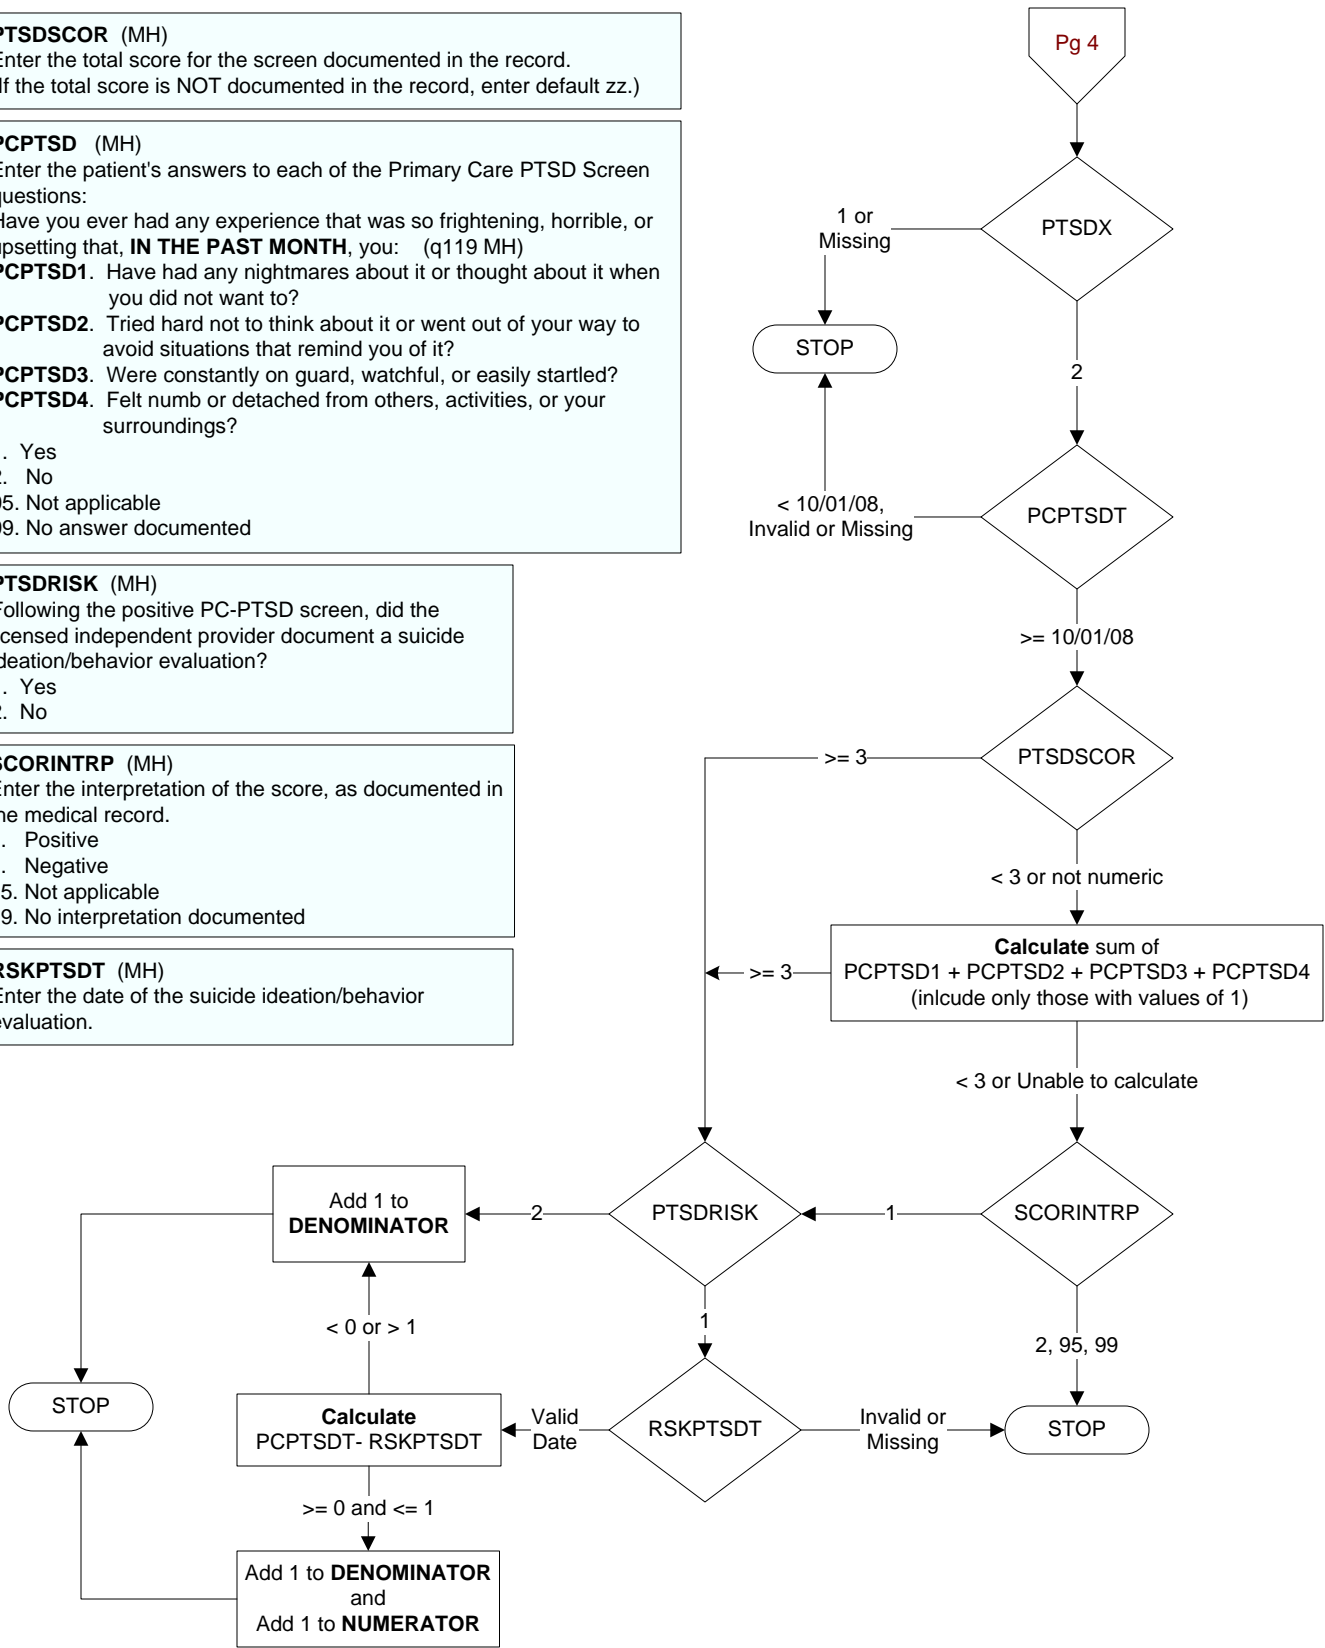 PTSDSCOR (MH)
Enter the total score for the screen documented in the record.
If the total score is NOT documented in the record, enter default zz.)
PCPTSD (MH)
Enter the patient's answers to each of the Primary Care PTSD Screen
questions:
Have you ever had any experience that was so frightening, horrible, or
upsetting that, IN THE PAST MONTH, you: (q119 MH)
PCPTSD1. Have had any nightmares about it or thought about it when
you did not want to?
PCPTSD2. Tried hard not to think about it or went out of your way to
avoid situations that remind you of it?
PCPTSD3. Were constantly on guard, watchful, or easily startled?
PCPTSD4. Felt numb or detached from others, activities, or your
surroundings?
. Yes
2. No
95. Not applicable
99. No answer documented
PTSDRISK (MH)
Following the positive PC-PTSD screen, did the
licensed independent provider document a suicide
ideation/behavior evaluation?
. Yes
2. No
SCORINTRP (MH)
Enter the interpretation of the score, as documented in
the medical record.
. Positive
. Negative
5. Not applicable
9. No interpretation documented
RSKPTSDT (MH)
Enter the date of the suicide ideation/behavior
evaluation.
Pg 4
PTSDX
1 or
Missing
STOP
2
PCPTSDT
< 10/01/08,
Invalid or Missing
>= 10/01/08
PTSDSCOR
>= 3
< 3 or not numeric
Calculate sum of
PCPTSD1 + PCPTSD2 + PCPTSD3 + PCPTSD4
(inlcude only those with values of 1)
>= 3
< 3 or Unable to calculate
SCORINTRP
1
PTSDRISK
2
Add 1 to
DENOMINATOR
2, 95, 99
STOP
1
RSKPTSDT
Invalid or
Missing
Valid
Date
Calculate
PCPTSDT- RSKPTSDT
< 0 or > 1
STOP
>= 0 and <= 1
Add 1 to DENOMINATOR
and
Add 1 to NUMERATOR